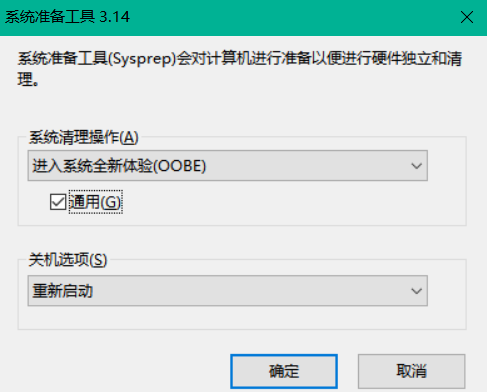 系统准备工具 3.14
系统准备工具(Sysprep)会对计算机进行准备以便进行硬件独立和清
理。
系统清理操作(A)
进入系统全新体验(OOBE)
通用(G)
关机选项(S)
重新启动
确定
取消